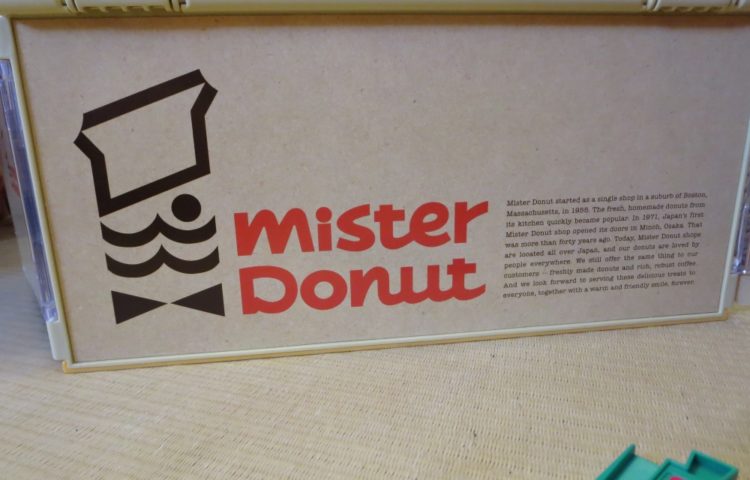 mister
Donut
Mister Donut started as a single shop in a suburb of Boston,
Massachusetts, in 1956. The fresh, homemade donuts from
its kitchen quickly became popular. In 1971, Japan's first
Mister Donut shop opened its doors in Minoh, Osaka. That
was more than forty years ago. Today, Mister Donut shops
are located all over Japan, and our donuts are loved by
people everywhere. We still offer the same thing to our
customers — freshly made donuts and rich, robust coffee.
And we look forward to serving these delicious treats to
everyone, together with a warm and friendly smile, forever.